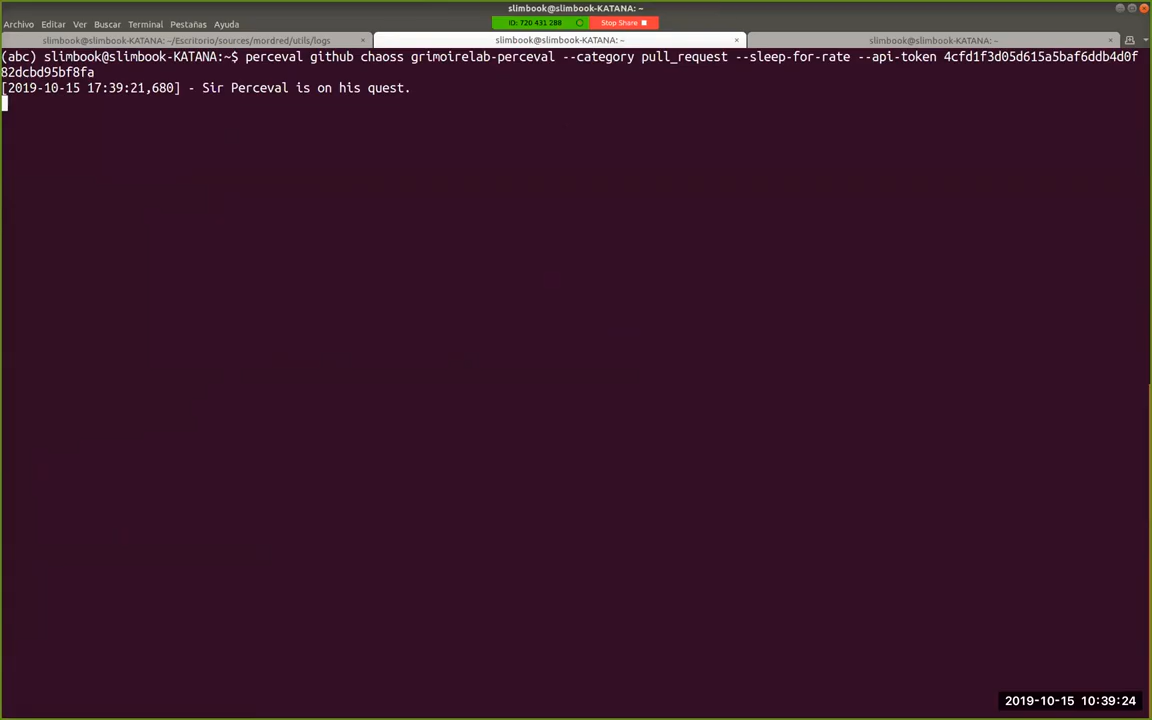 slimbook@slimbook-KATANA: ~
Archivo Editar Ver Buscar Terminal Pestañas Ayuda
ID: 720 431 288 Stop Share
slimbook@slimbook-KATANA: ~/Escritorio/sources/mordred/utils/logs × slimbook@slimbook-KATANA: ~ × slimbook@slimbook-KATANA: ~ ×
(abc) slimbook@slimbook-KATANA:~$ perceval github chaoss grimoirelab-perceval --category pull_request --sleep-for-rate --api-token 4cfd1f3d05d615a5baf6ddb4d0f
82dcbd95bf8fa
[2019-10-15 17:39:21,680] - Sir Perceval is on his quest.
2019-10-15 10:39:24